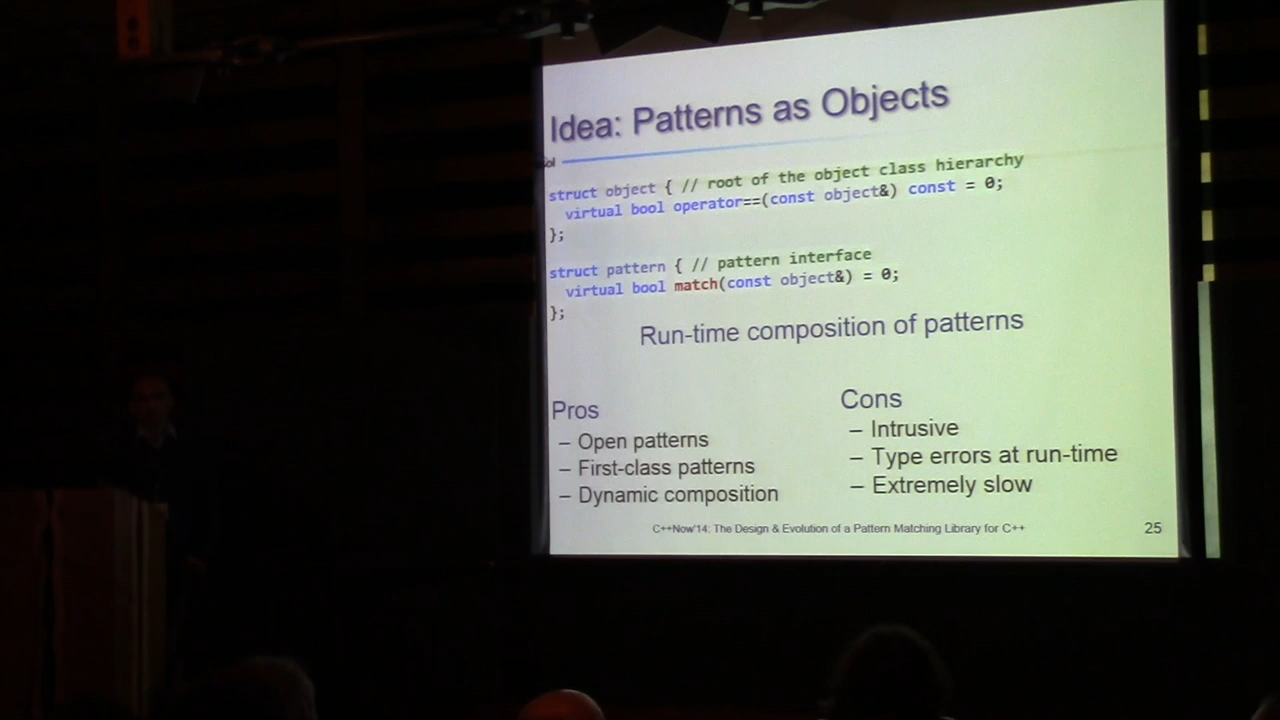 Idea: Patterns as Objects
struct object { // root of the object class hierarchy
virtual bool operator==(const object&) const = 0;
};
struct pattern { // pattern interface
virtual bool match(const object&) = 0;
};
Run-time composition of patterns
Pros
– Open patterns
– First-class patterns
– Dynamic composition
Cons
– Intrusive
– Type errors at run-time
– Extremely slow
C++Now'14: The Design & Evolution of a Pattern Matching Library for C++
25